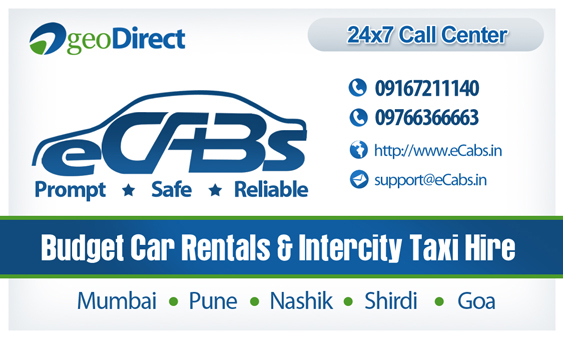 geoDirect
24x7 Call Center
09167211140
09766366663
http://www.eCabs.in
support@eCabs.in
eCABs
Prompt ★ Safe ★ Reliable
Budget Car Rentals & Intercity Taxi Hire
Mumbai • Pune • Nashik • Shirdi • Goa